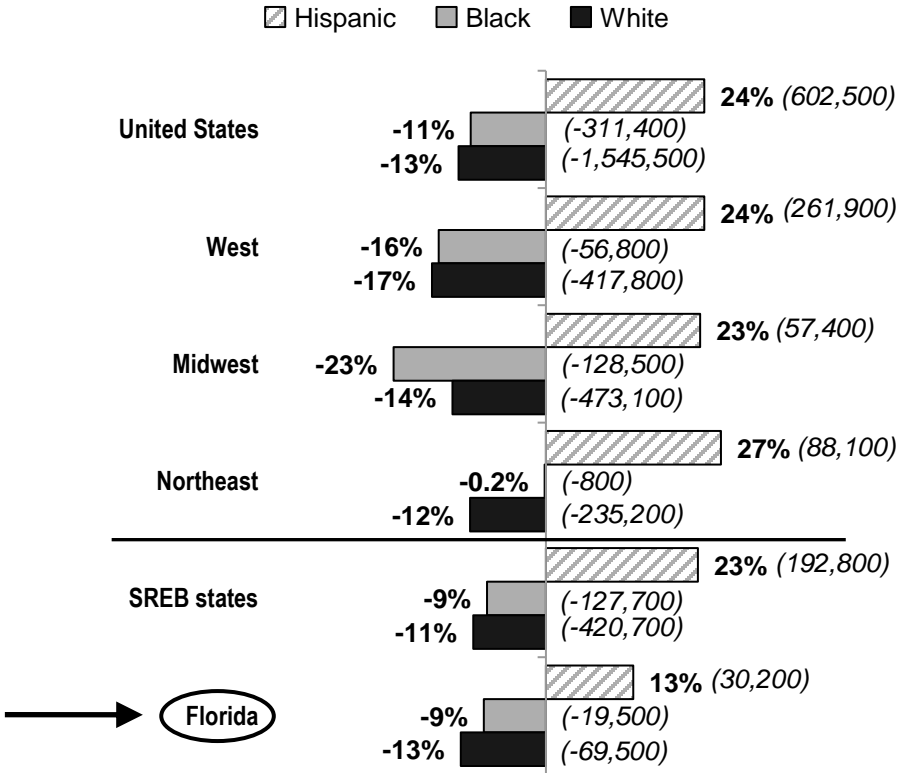 Hispanic Black White
24% (602,500)
United States -11% (-311,400)
-13% (-1,545,500)
24% (261,900)
West -16% (-56,800)
-17% (-417,800)
23% (57,400)
Midwest -23% (-128,500)
-14% (-473,100)
27% (88,100)
Northeast -0.2% (-800)
-12% (-235,200)
23% (192,800)
SREB states -9% (-127,700)
-11% (-420,700)
13% (30,200)
Florida -9% (-19,500)
-13% (-69,500)